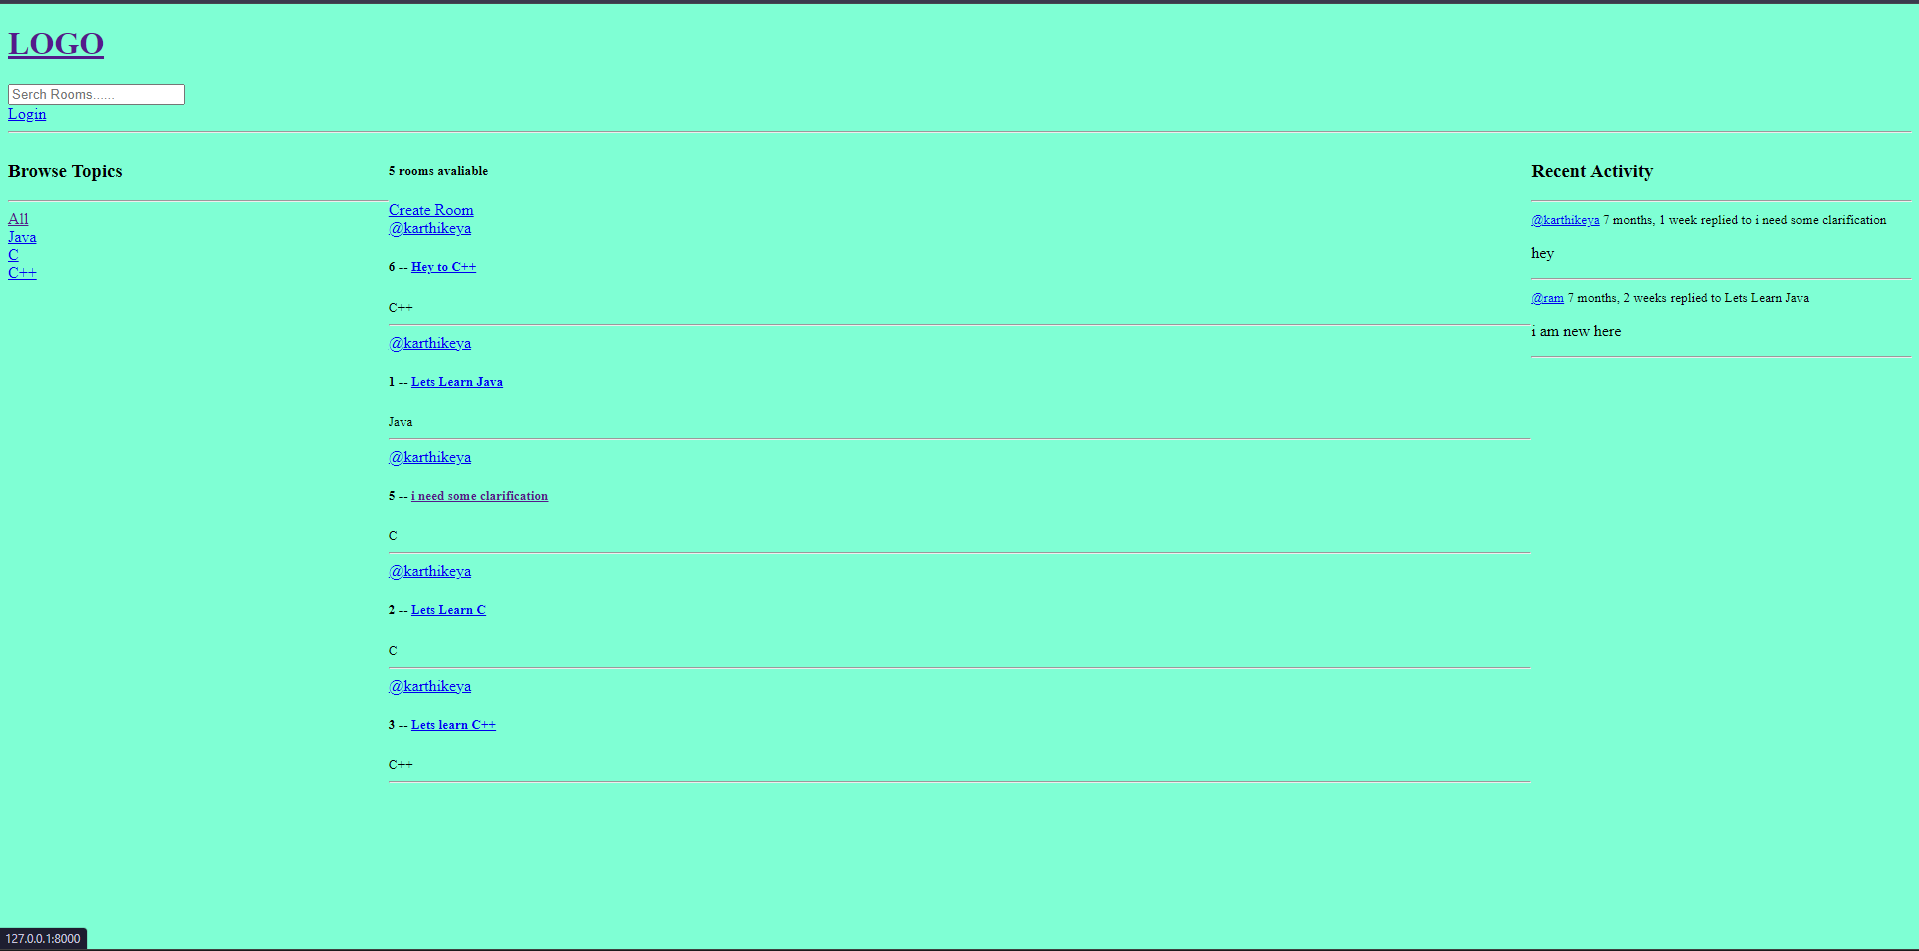 LOGO
Serch Rooms......
Login
Browse Topics
All
Java
C
C++
5 rooms avaliable
Create Room
@karthikeya
6 -- Hey to C++
C++
@karthikeya
1 -- Lets Learn Java
Java
@karthikeya
5 -- i need some clarification
C
@karthikeya
2 -- Lets Learn C
C
@karthikeya
3 -- Lets learn C++
C++
Recent Activity
@karthikeya 7 months, 1 week replied to i need some clarification
hey
@ram 7 months, 2 weeks replied to Lets Learn Java
i am new here
127.0.0.1:8000